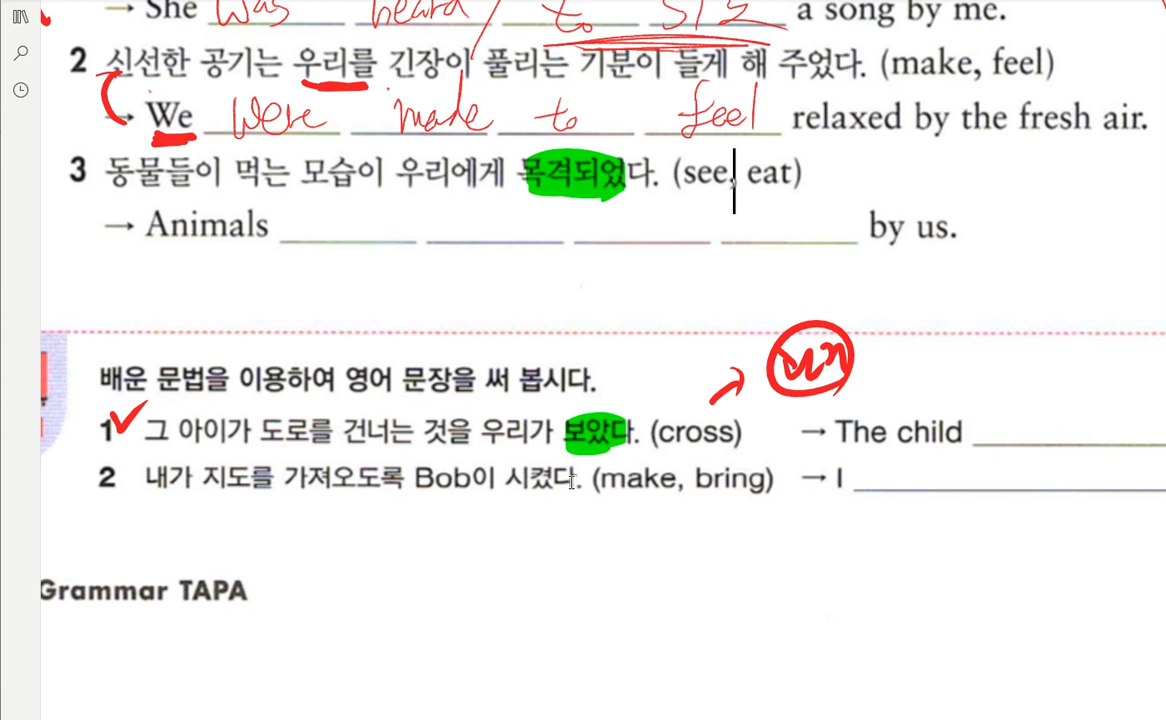 → She was heard to sing a song by me.
2 신선한 공기는 우리를 긴장이 풀리는 기분이 들게 해 주었다. (make, feel)
→ We were made to feel relaxed by the fresh air.
3 동물들이 먹는 모습이 우리에게 목격되었다. (see, eat)
→ Animals by us.
배운 문법을 이용하여 영어 문장을 써 봅시다.
1 그 아이가 도로를 건너는 것을 우리가 보았다. (cross) → The child
2 내가 지도를 가져오도록 Bob이 시켰다. (make, bring) → I
Grammar TAPA